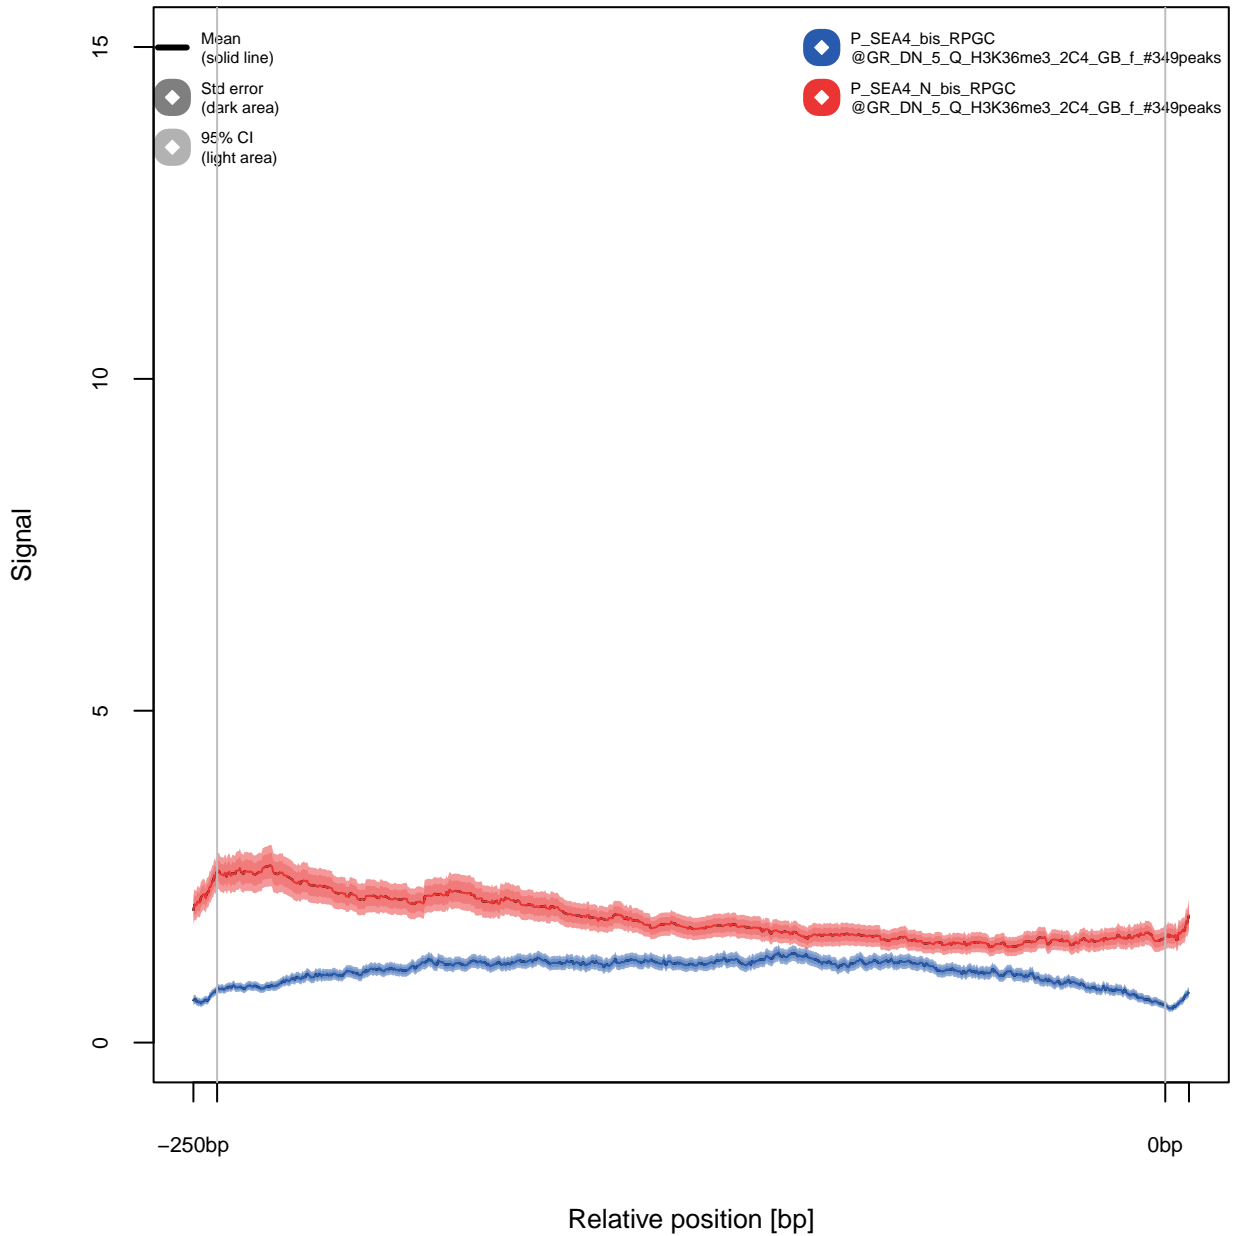 Mean
(solid line)
Std error
(dark area)
95% CI
(light area)
P_SEA4_bis_RPGC
@GR_DN_5_Q_H3K36me3_2C4_GB_f_#349peaks
P_SEA4_N_bis_RPGC
@GR_DN_5_Q_H3K36me3_2C4_GB_f_#349peaks
15
10
5
0
Signal
−250bp
0bp
Relative position [bp]